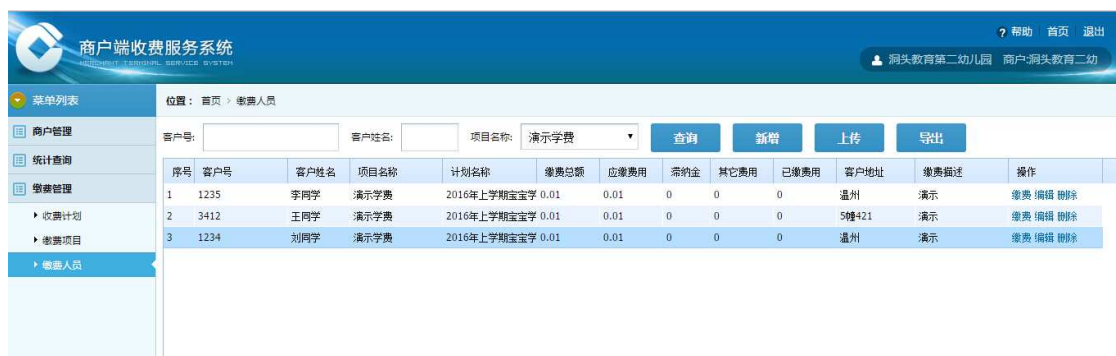 ? 帮助 首页 退出
商户端收费服务系统
MERCHANT TERMINAL SERVICE SYSTEM
洞头教育第二幼儿园 商户:洞头教育二幼
菜单列表
位置： 首页 > 缴费人员
商户管理
统计查询
缴费管理
收费计划
缴费项目
缴费人员
客户号: 客户姓名: 项目名称: 演示学费 查询 新增 上传 导出
序号 客户号 客户姓名 项目名称 计划名称 缴费总额 应缴费用 滞纳金 其它费用 已缴费用 客户地址 缴费描述 操作
1 1235 李同学 演示学费 2016年上学期宝宝学 0.01 0.01 0 0 0 温州 演示 缴费 编辑 删除
2 3412 王同学 演示学费 2016年上学期宝宝学 0.01 0.01 0 0 0 5幢421 演示 缴费 编辑 删除
3 1234 刘同学 演示学费 2016年上学期宝宝学 0.01 0.01 0 0 0 温州 演示 缴费 编辑 删除